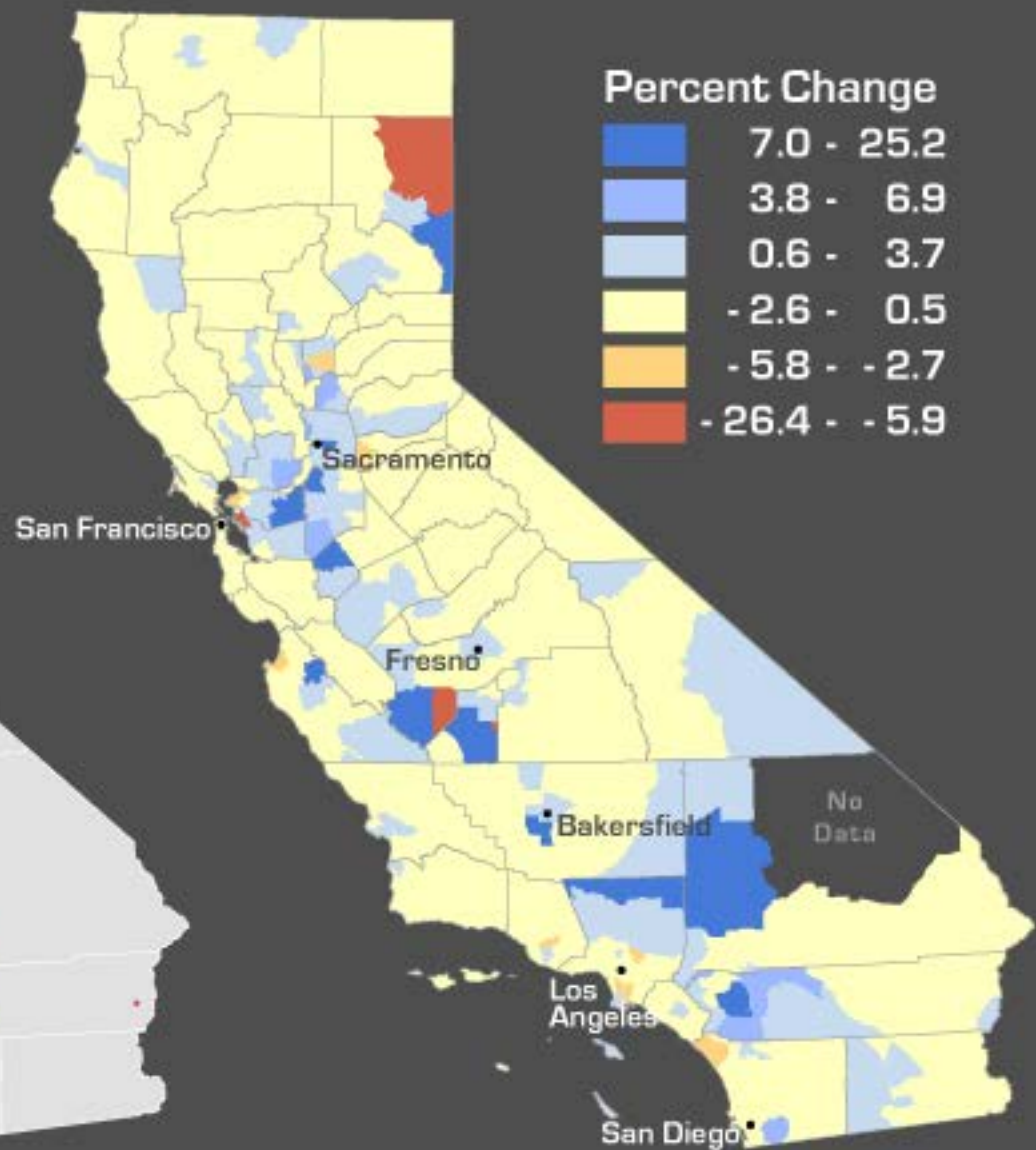 Percent Change
7.0 - 25.2
3.8 - 6.9
0.6 - 3.7
- 2.6 - 0.5
- 5.8 - - 2.7
- 26.4 - - 5.9
Sacramento
San Francisco
Fresno
No
Data
Bakersfield
Los
Angeles
San Diego